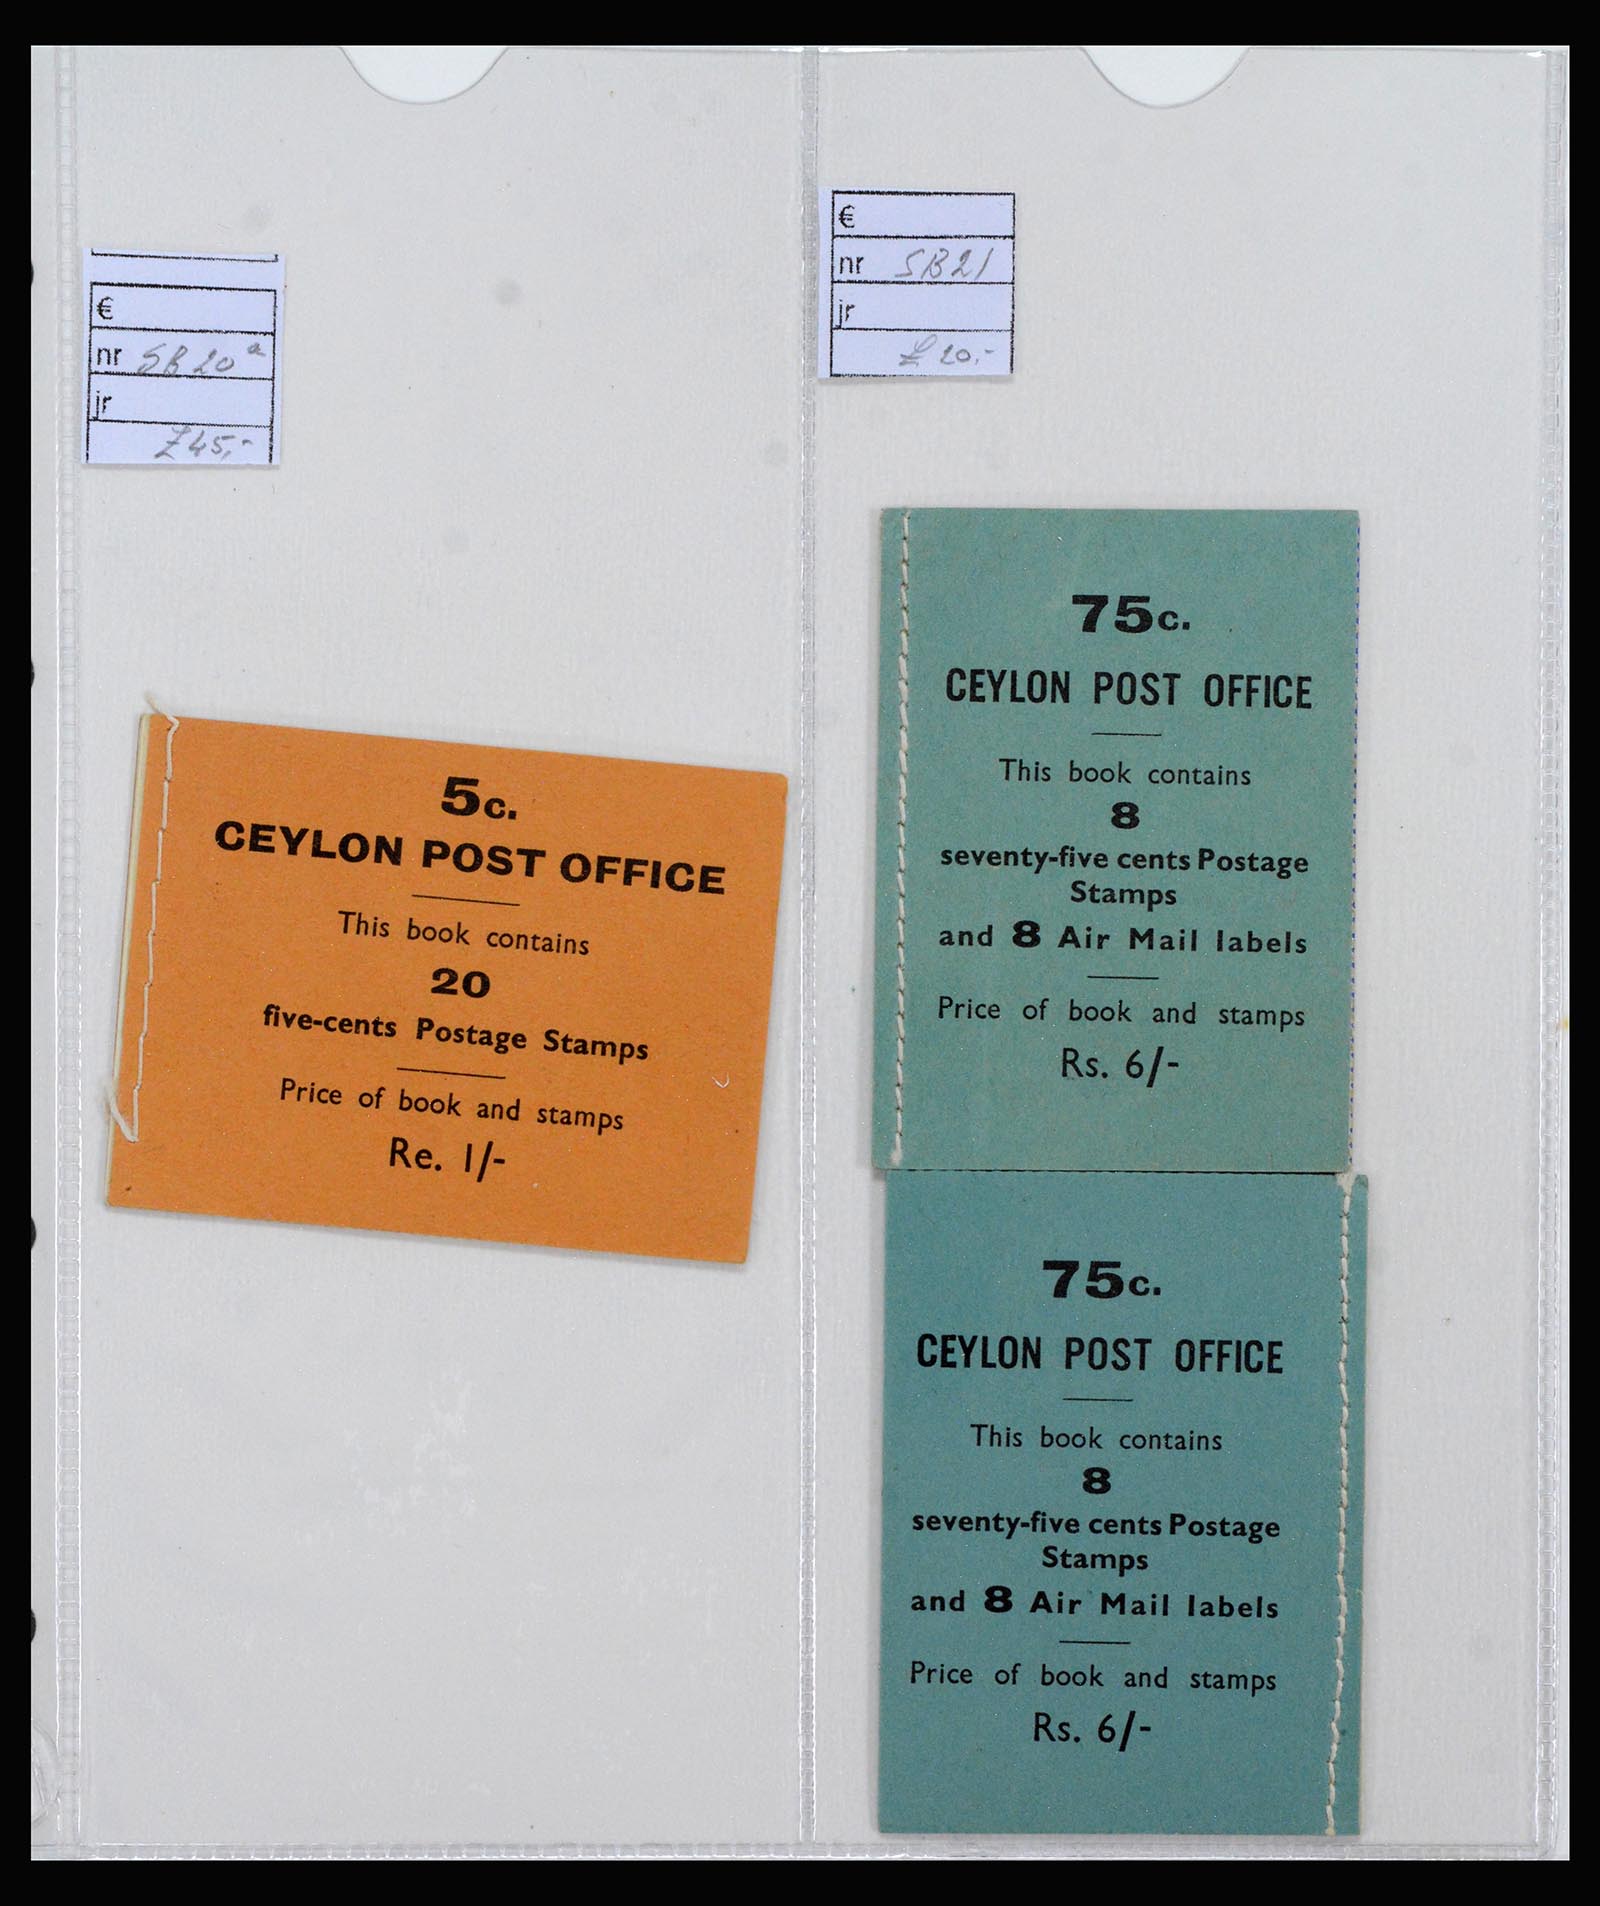 €
nr SB 20 a
jr
£45,-
5c.
CEYLON POST OFFICE
This book contains
20
five-cents Postage Stamps
Price of book and stamps
Re. 1/-
€
nr SB21
jr
£ 20.-
75c.
CEYLON POST OFFICE
This book contains
8
seventy-five cents Postage
Stamps
and 8 Air Mail labels
Price of book and stamps
Rs. 6/-
75c.
CEYLON POST OFFICE
This book contains
8
seventy-five cents Postage
Stamps
and 8 Air Mail labels
Price of book and stamps
Rs. 6/-